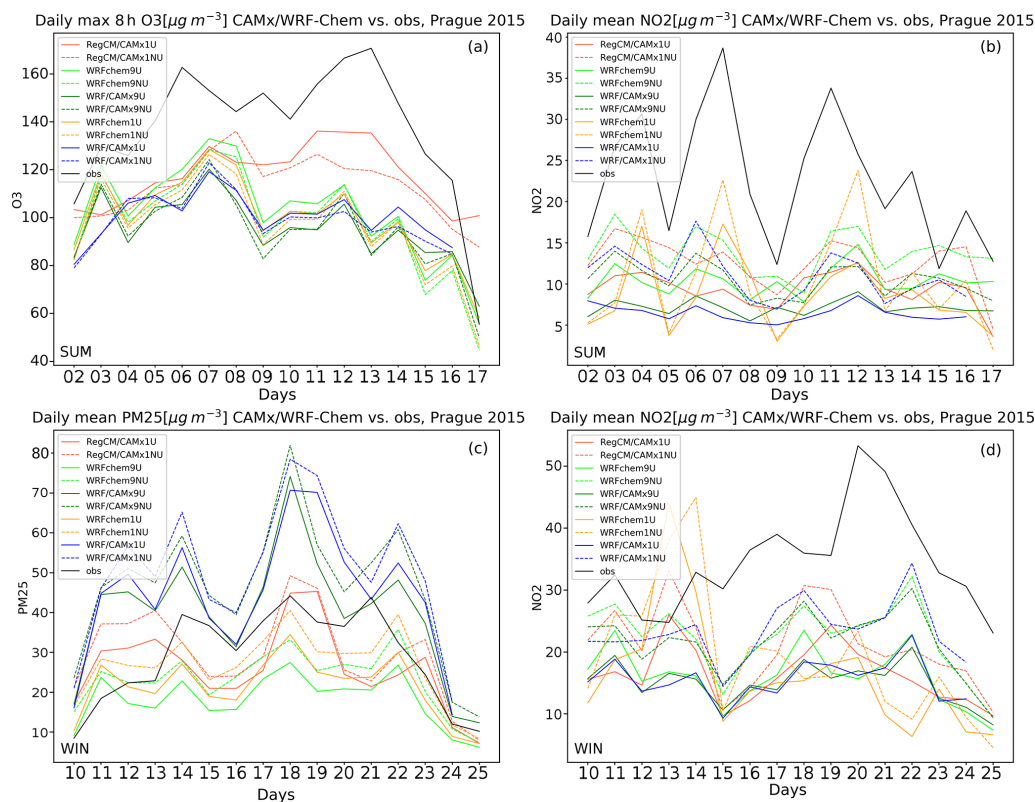 Daily max 8 h O3[μg m⁻³] CAMx/WRF-Chem vs. obs, Prague 2015
(a)
RegCM/CAMx1U
RegCM/CAMx1NU
WRFchem9U
WRFchem9NU
WRF/CAMx9U
WRF/CAMx9NU
WRFchem1U
WRFchem1NU
WRF/CAMx1U
WRF/CAMx1NU
obs
O3
160
140
120
100
80
60
40
SUM
02 03 04 05 06 07 08 09 10 11 12 13 14 15 16 17
Days
Daily mean NO2[μg m⁻³] CAMx/WRF-Chem vs. obs, Prague 2015
(b)
RegCM/CAMx1U
RegCM/CAMx1NU
WRFchem9U
WRFchem9NU
WRF/CAMx9U
WRF/CAMx9NU
WRFchem1U
WRFchem1NU
WRF/CAMx1U
WRF/CAMx1NU
obs
NO2
40
35
30
25
20
15
10
5
SUM
02 03 04 05 06 07 08 09 10 11 12 13 14 15 16 17
Days
Daily mean PM25[μg m⁻³] CAMx/WRF-Chem vs. obs, Prague 2015
(c)
RegCM/CAMx1U
RegCM/CAMx1NU
WRFchem9U
WRFchem9NU
WRF/CAMx9U
WRF/CAMx9NU
WRFchem1U
WRFchem1NU
WRF/CAMx1U
WRF/CAMx1NU
obs
PM25
80
70
60
50
40
30
20
10
WIN
10 11 12 13 14 15 16 17 18 19 20 21 22 23 24 25
Days
Daily mean NO2[μg m⁻³] CAMx/WRF-Chem vs. obs, Prague 2015
(d)
RegCM/CAMx1U
RegCM/CAMx1NU
WRFchem9U
WRFchem9NU
WRF/CAMx9U
WRF/CAMx9NU
WRFchem1U
WRFchem1NU
WRF/CAMx1U
WRF/CAMx1NU
obs
NO2
50
40
30
20
10
WIN
10 11 12 13 14 15 16 17 18 19 20 21 22 23 24 25
Days